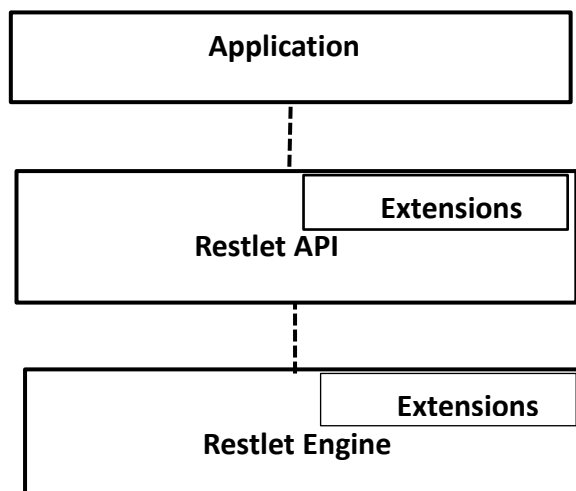 Application
Extensions
Restlet API
Extensions
Restlet Engine